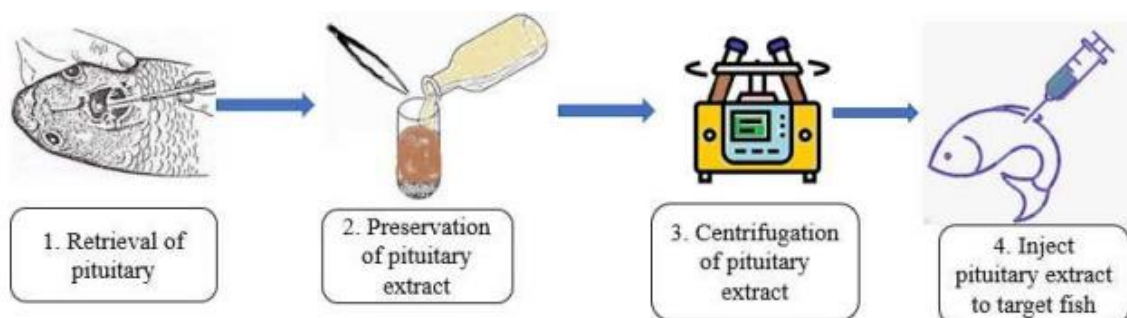 1. Retrieval of
pituitary
2. Preservation
of pituitary
extract
3. Centrifugation
of pituitary
extract
4. Inject
pituitary extract
to target fish